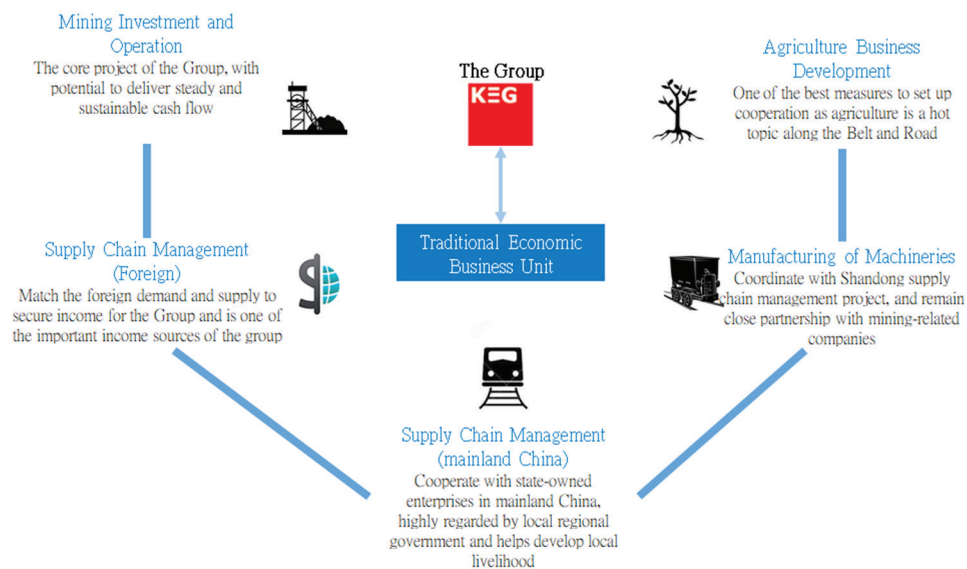 Mining Investment and
Operation
The core project of the Group, with
potential to deliver steady and
sustainable cash flow
The Group
KEG
Agriculture Business
Development
One of the best measures to set up
cooperation as agriculture is a hot
topic along the Belt and Road
Supply Chain Management
(Foreign)
Match the foreign demand and supply to
secure income for the Group and is one of
the important income sources of the group
Traditional Economic
Business Unit
Manufacturing of Machineries
Coordinate with Shandong supply
chain management project, and remain
close partnership with mining-related
companies
Supply Chain Management
(mainland China)
Cooperate with state-owned
enterprises in mainland China,
highly regarded by local regional
government and helps develop local
livelihood